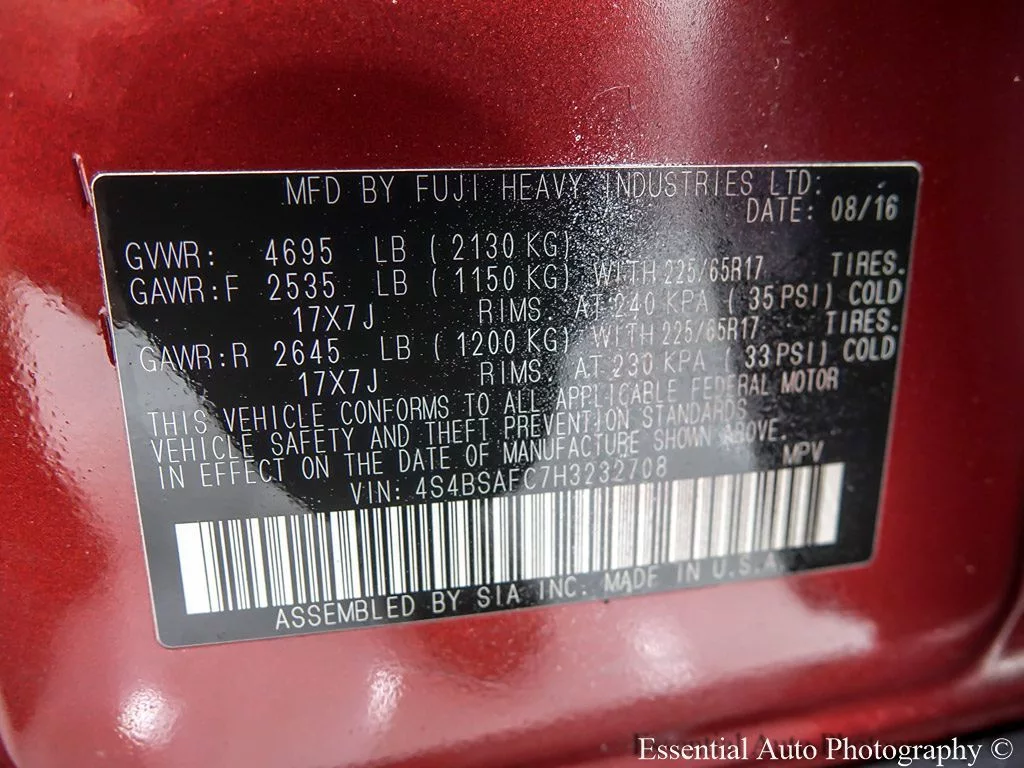 MFD BY FUJI HEAVY INDUSTRIES LTD:
DATE: 08/16
GVWR: 4695 LB ( 2130 KG)
GAWR:F 2535 LB ( 1150 KG) WITH 225/65R17 TIRES.
17X7J RIMS. AT 240 KPA ( 35 PSI) COLD
GAWR:R 2645 LB ( 1200 KG) WITH 225/65R17 TIRES.
17X7J RIMS. AT 230 KPA ( 33 PSI) COLD
THIS VEHICLE CONFORMS TO ALL APPLICABLE FEDERAL MOTOR
VEHICLE SAFETY AND THEFT PREVENTION STANDARDS
IN EFFECT ON THE DATE OF MANUFACTURE SHOWN ABOVE.
VIN: 4S4BSAFC7H3232708 MPV
ASSEMBLED BY SIA INC: MADE IN U.S.A.
Essential Auto Photography ©